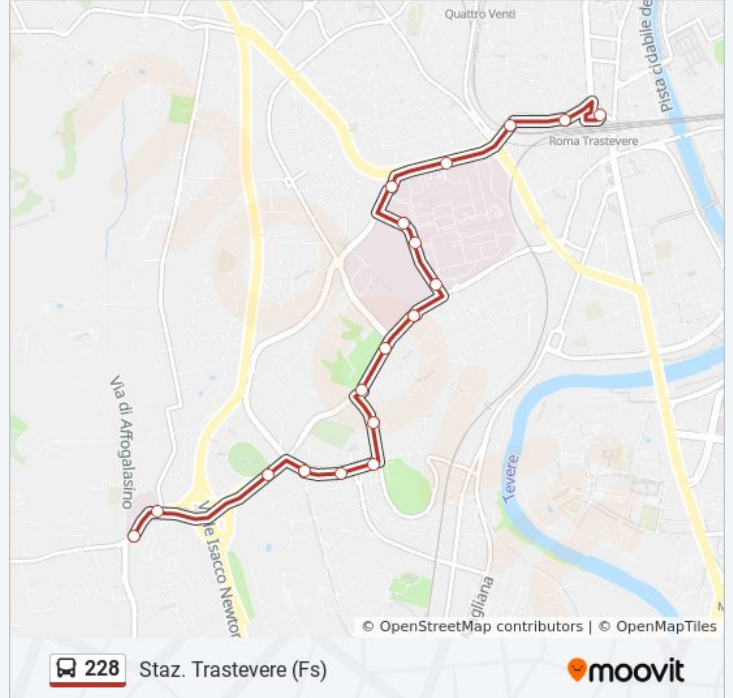 Quattro Venti
Pista ciclabile de
Roma Trastevere
Via di Affogalasino
Tevere
V le Isacco Newton
gliana
M
© OpenStreetMap contributors | © OpenMapTiles
228 Staz. Trastevere (Fs)
moovit